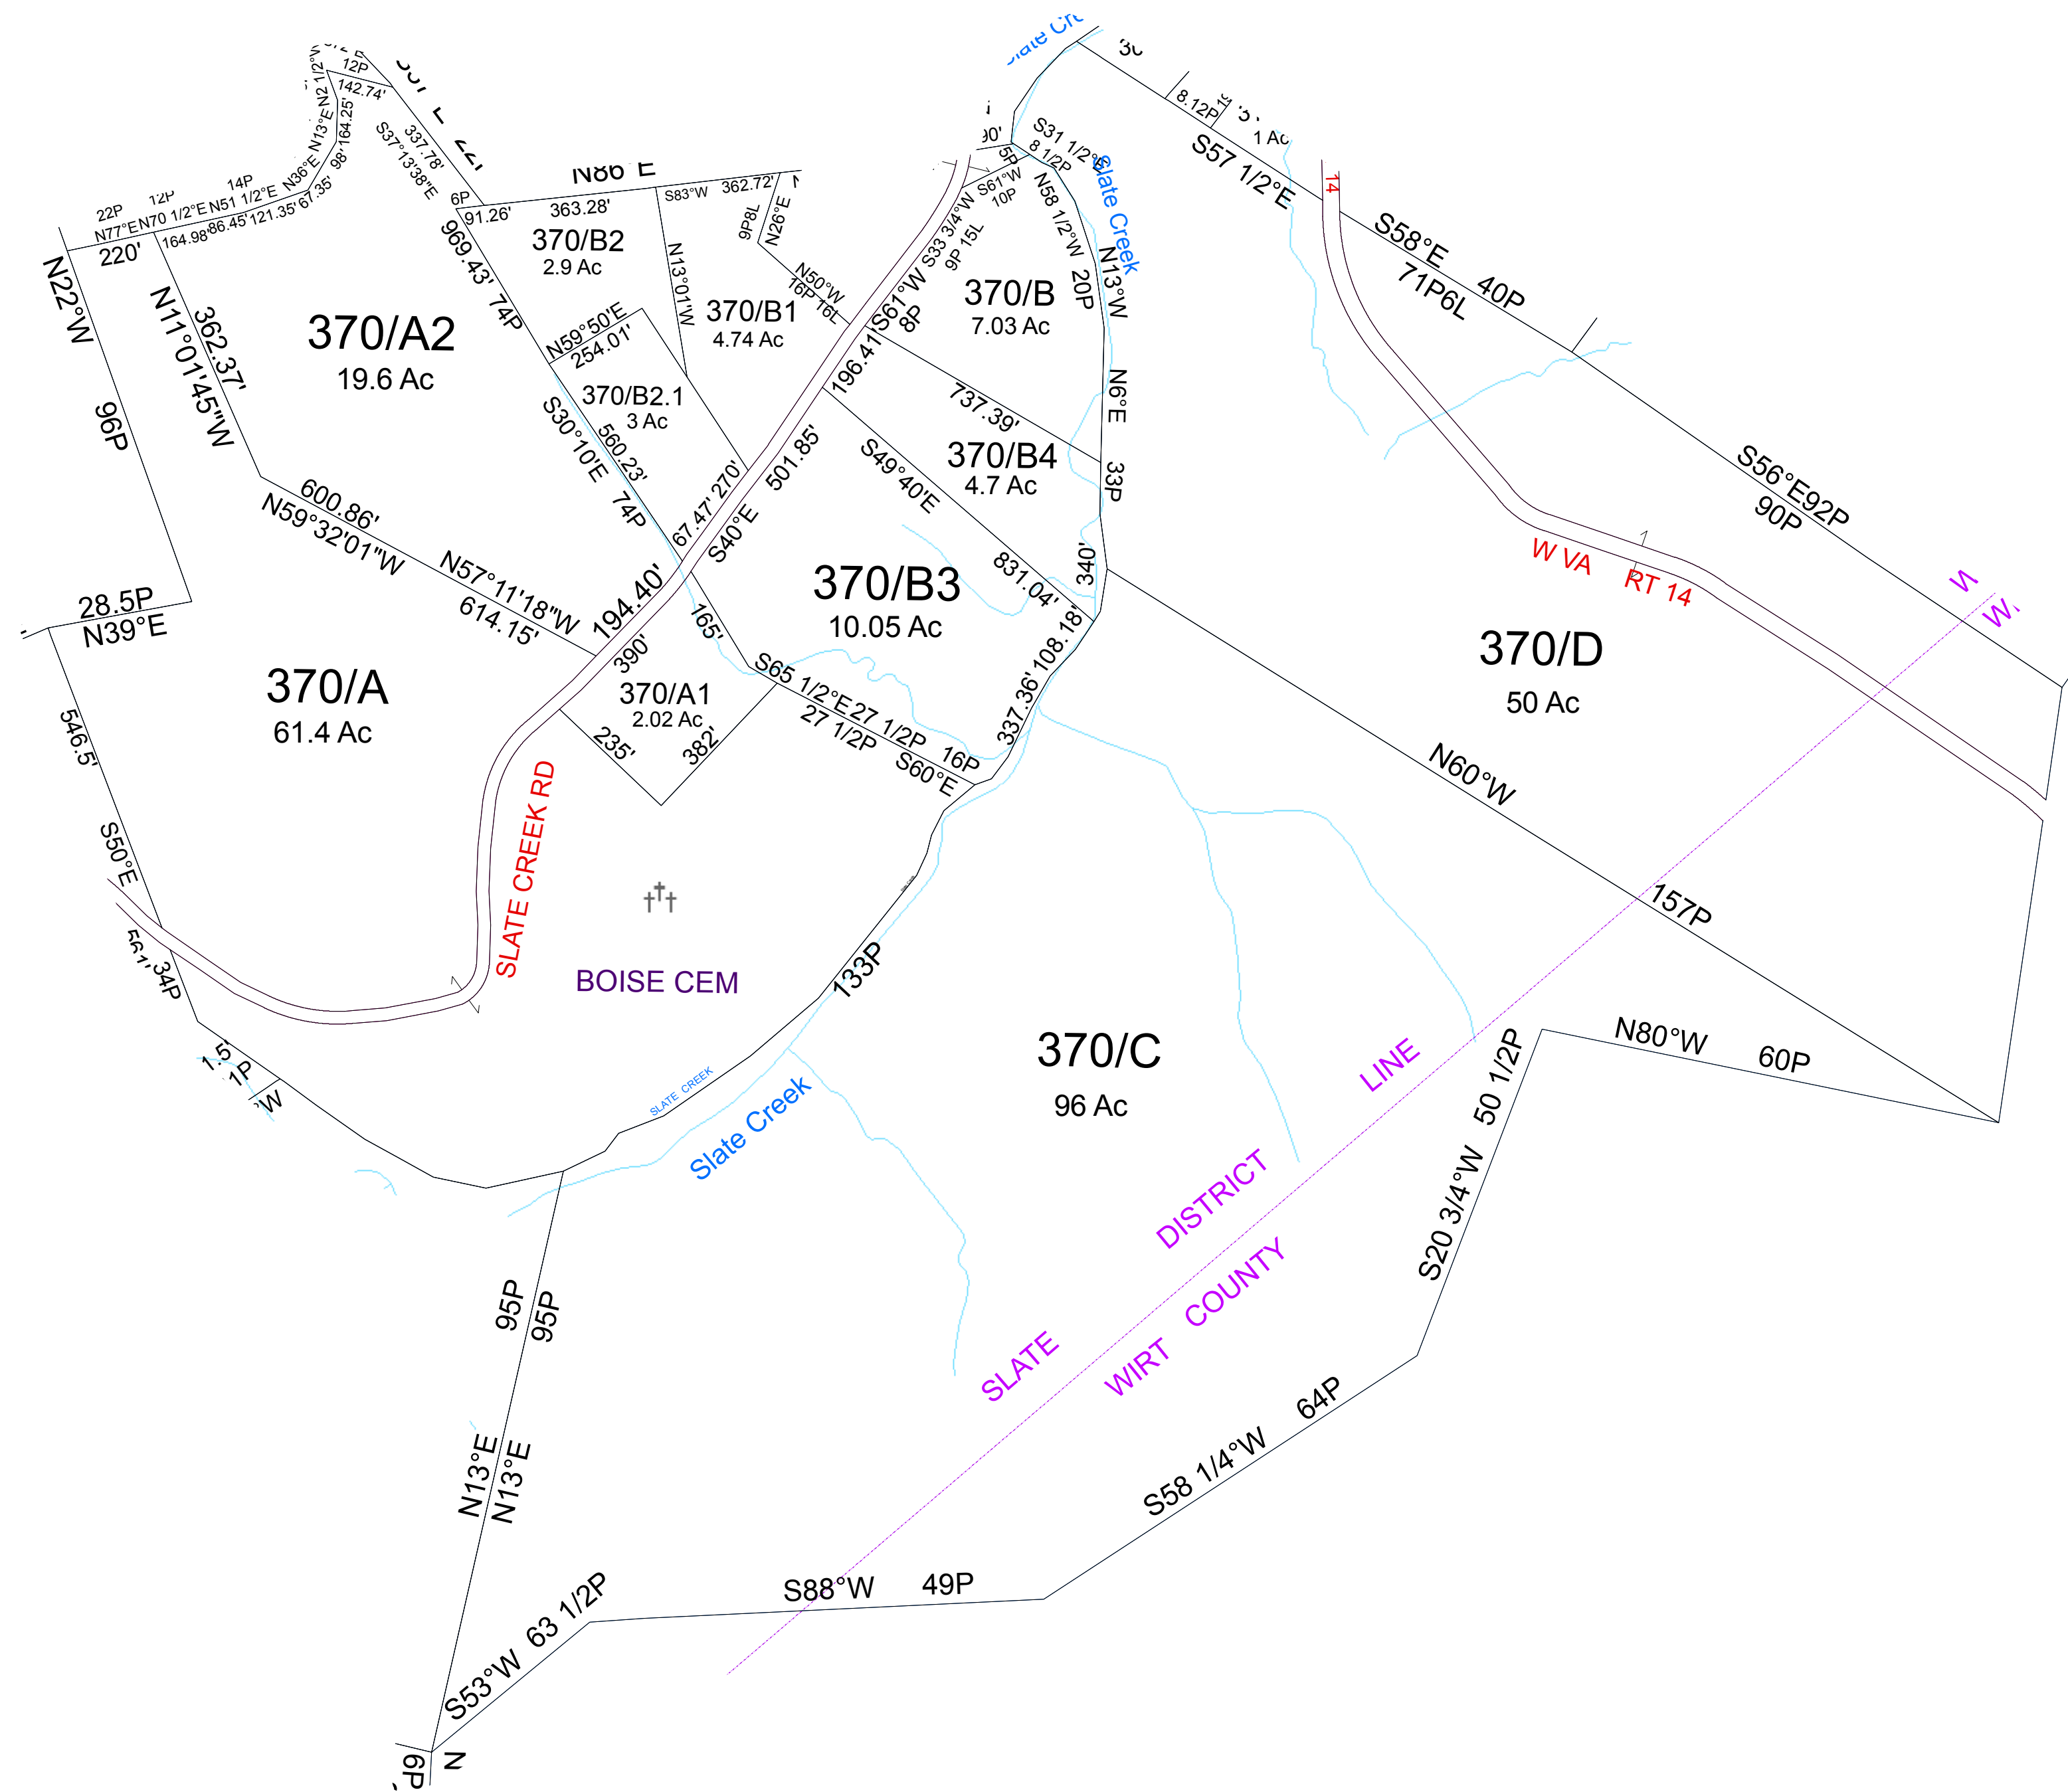 12P
142.74'
N2 1/2°W
N13°E
164.25'
N36°E
98'
67.35'
14P
N51 1/2°E
121.35'
86.45'
N70 1/2°E
164.98'
22P
N77°E
220'
S37°13'38"E
337.78'
N22°W
96P
N11°01'45"W
362.37'
370/A2
19.6 Ac
6P
91.26'
363.28'
370/B2
2.9 Ac
S83°W
362.72'
9P8L
N26°E
N13°01'W
N50°W
16P 16L
370/B1
4.74 Ac
969.43'
74P
N59°50'E
254.01'
370/B2.1
3 Ac
560.23'
S30°10'E
74P
67.47'
270'
S40°E
501.85'
196.41'
S61°W
8P
S33 3/4°W
9P 15L
S61°W
10P
5P
S31 1/2°E
8 1/2P
N58 1/2°W
20P
N13°W
Slate Creek
370/B
7.03 Ac
N6°E
33P
737.39'
370/B4
4.7 Ac
S49°40'E
831.04'
340'
370/B3
10.05 Ac
108.18'
337.36'
165'
S65 1/2°E
27 1/2P
27 1/2P
16P
S60°E
600.86'
N59°32'01"W
N57°11'18"W
614.15'
194.40'
390'
370/A1
2.02 Ac
235'
382'
28.5P
N39°E
370/A
61.4 Ac
546.5'
S50°E
34P
SLATE CREEK RD
BOISE CEM
133P
SLATE CREEK
Slate Creek
8.12P
1 Ac
S57 1/2°E
14
S58°E
40P
71P6L
S56°E
92P
90P
W VA RT 14
370/D
50 Ac
N60°W
157P
N80°W
60P
370/C
96 Ac
50 1/2P
S20 3/4°W
SLATE DISTRICT LINE
WIRT COUNTY
64P
S58 1/4°W
95P
95P
N13°E
N13°E
S88°W
49P
S53°W
63 1/2P
6P